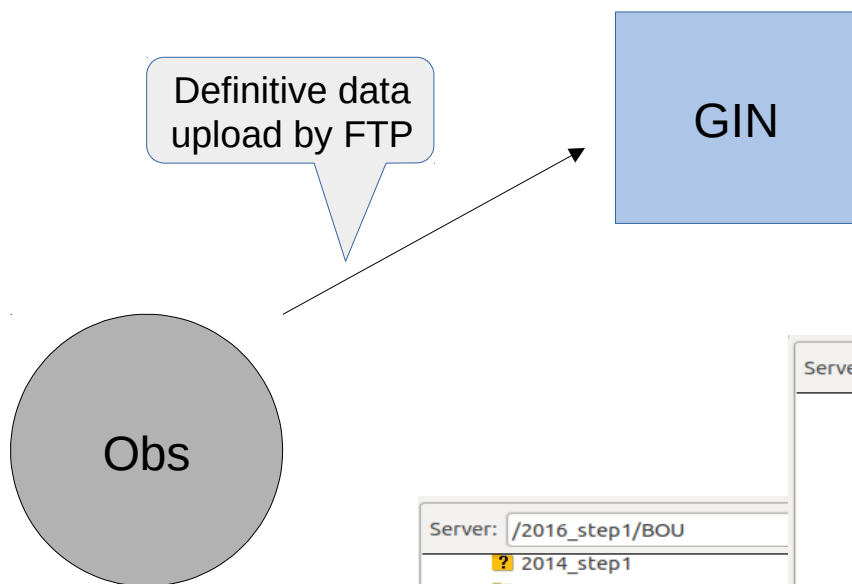 Definitive data
upload by FTP
GIN
Obs
Server: /2016_step1/BOU
? 2014_step1